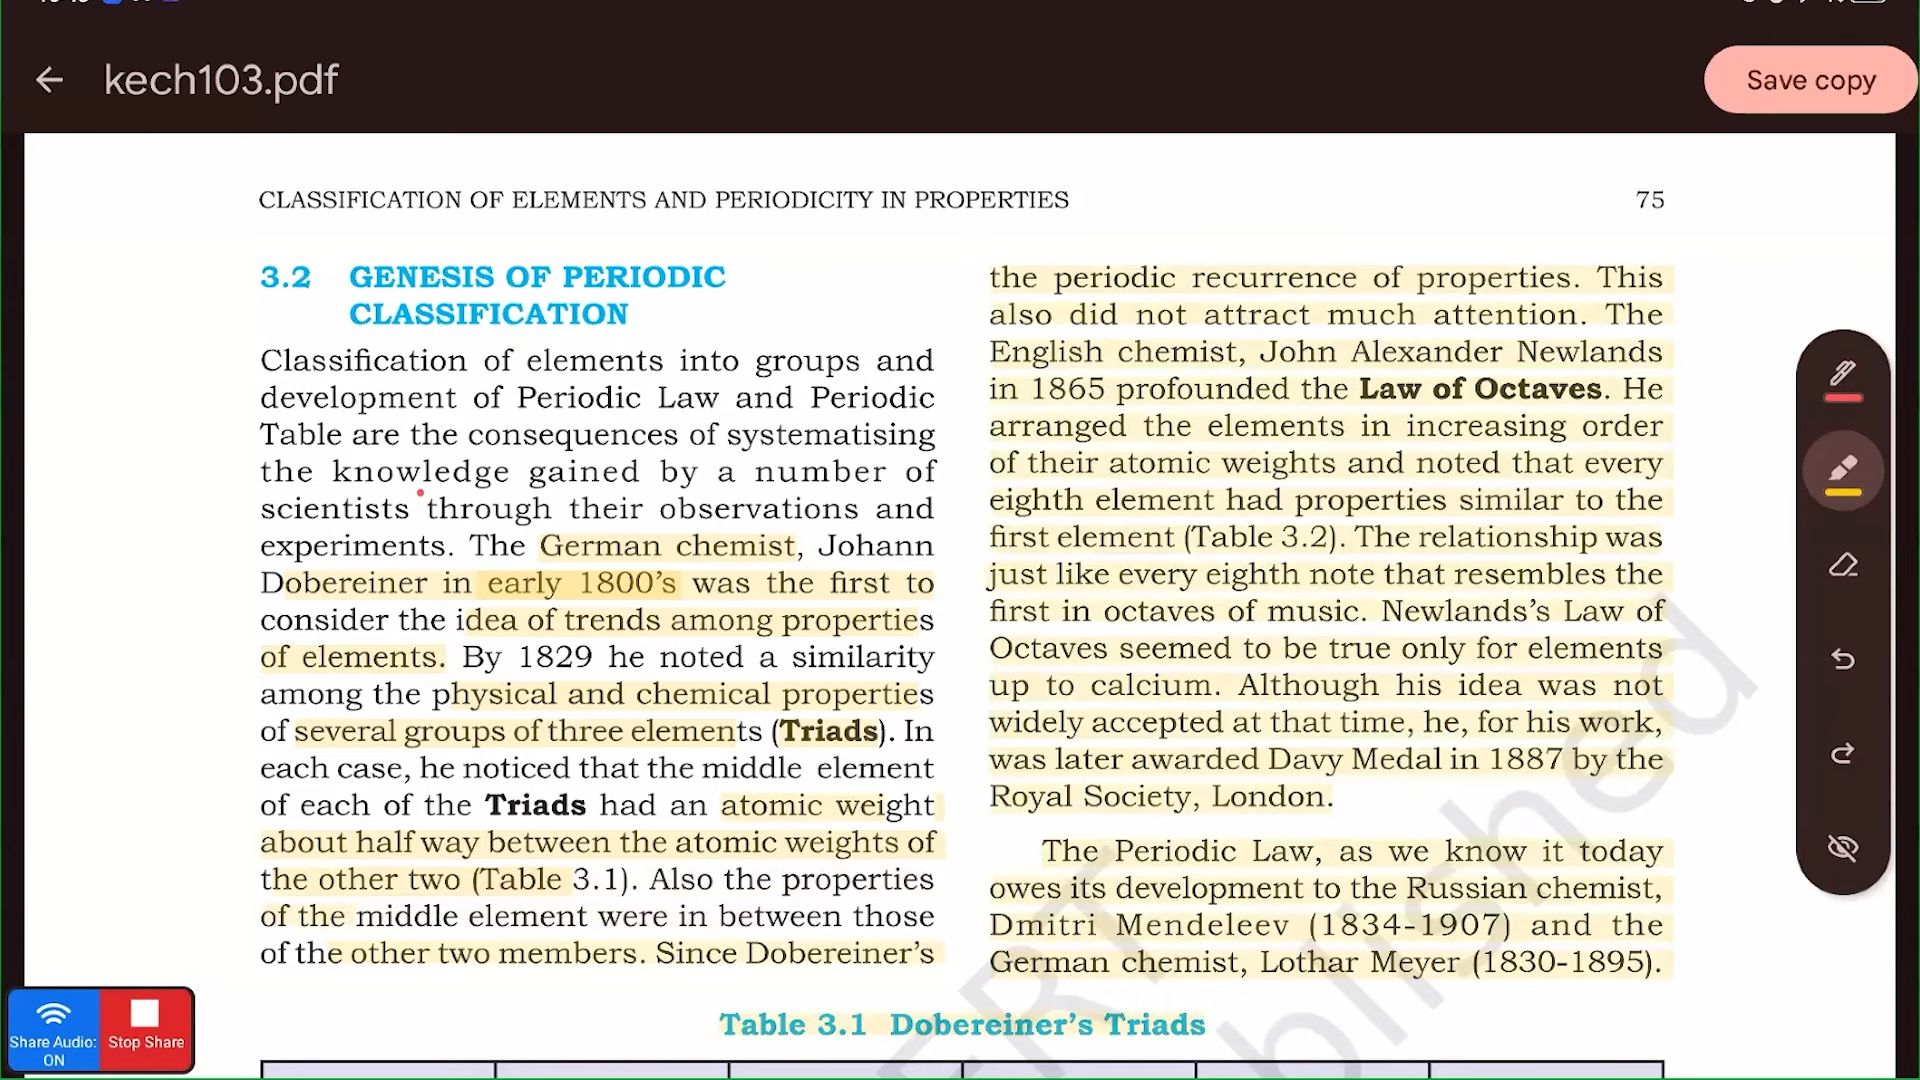 kech103.pdf
Save copy
CLASSIFICATION OF ELEMENTS AND PERIODICITY IN PROPERTIES
75
3.2 GENESIS OF PERIODIC
CLASSIFICATION
Classification of elements into groups and
development of Periodic Law and Periodic
Table are the consequences of systematising
the knowledge gained by a number of
scientists through their observations and
experiments. The German chemist, Johann
Dobereiner in early 1800's was the first to
consider the idea of trends among properties
of elements. By 1829 he noted a similarity
among the physical and chemical properties
of several groups of three elements (Triads). In
each case, he noticed that the middle element
of each of the Triads had an atomic weight
about half way between the atomic weights of
the other two (Table 3.1). Also the properties
of the middle element were in between those
of the other two members. Since Dobereiner's
the periodic recurrence of properties. This
also did not attract much attention. The
English chemist, John Alexander Newlands
in 1865 profounded the Law of Octaves. He
arranged the elements in increasing order
of their atomic weights and noted that every
eighth element had properties similar to the
first element (Table 3.2). The relationship was
just like every eighth note that resembles the
first in octaves of music. Newlands's Law of
Octaves seemed to be true only for elements
up to calcium. Although his idea was not
widely accepted at that time, he, for his work,
was later awarded Davy Medal in 1887 by the
Royal Society, London.
The Periodic Law, as we know it today
owes its development to the Russian chemist,
Dmitri Mendeleev (1834-1907) and the
German chemist, Lothar Meyer (1830-1895).
Table 3.1 Dobereiner's Triads
Share Audio:
ON
Stop Share